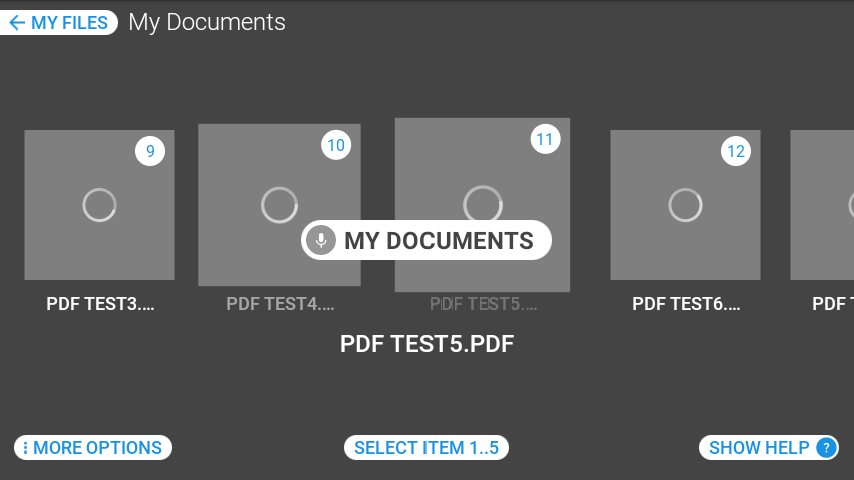 MY FILES
My Documents
9
10
11
12
MY DOCUMENTS
PDF TEST3....
PDF TEST4....
PDF TEST5....
PDF TEST6....
PDF T
PDF TEST5.PDF
MORE OPTIONS
SELECT ITEM 1..5
SHOW HELP ?